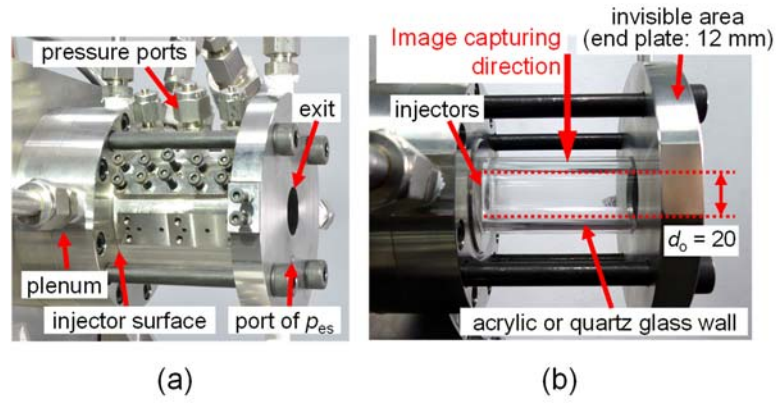 pressure ports
exit
plenum
injector surface
port of pes
(a)
invisible area
(end plate: 12 mm)
Image capturing
direction
injectors
do = 20
acrylic or quartz glass wall
(b)